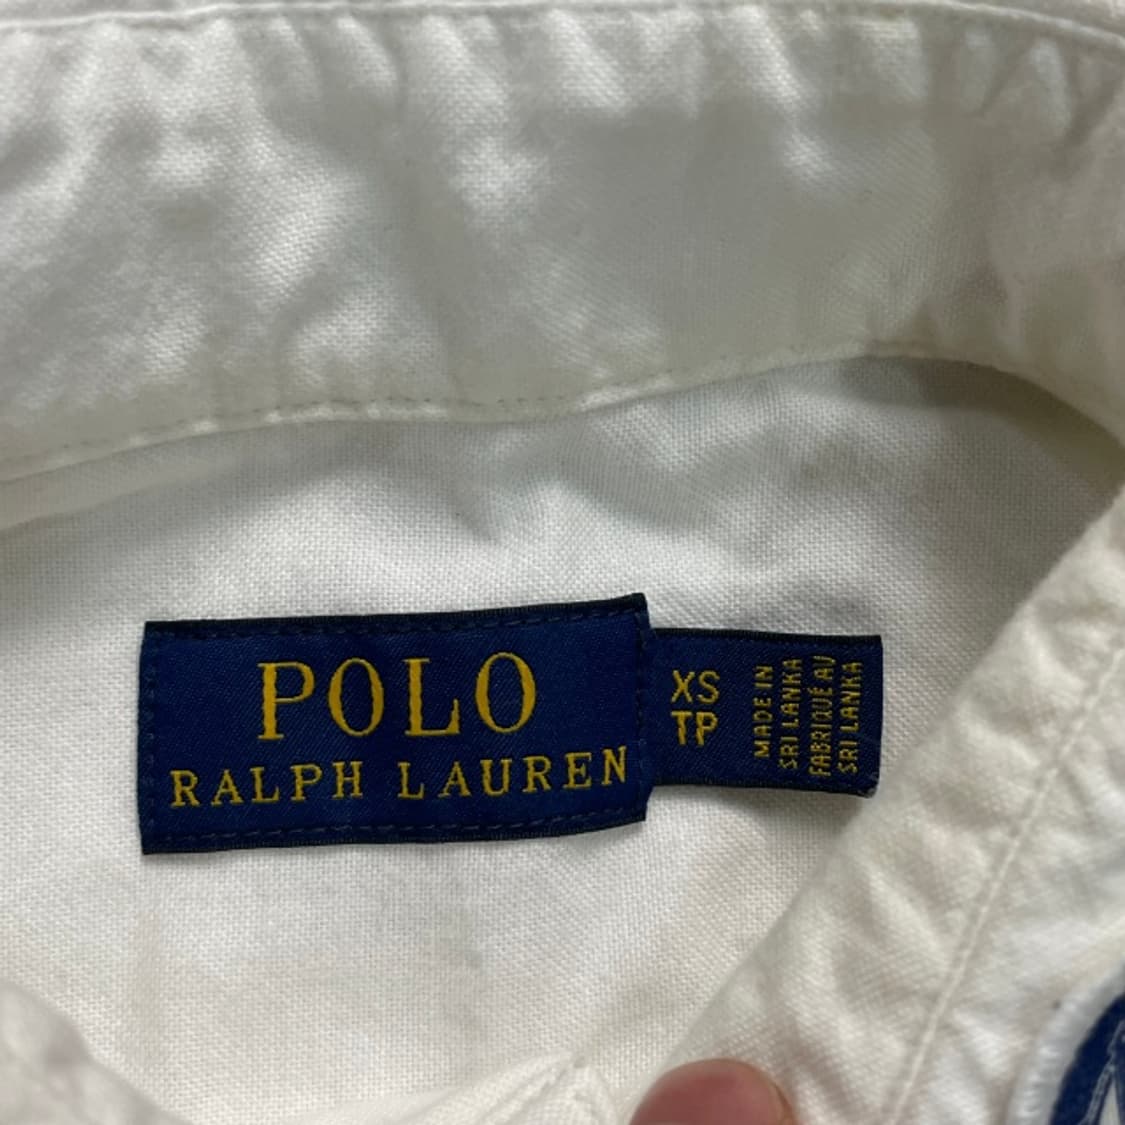 POLO
RALPH LAUREN
XS
TP
MADE IN
SRI LANKA
FABRIQUÉ AU
SRI LANKA